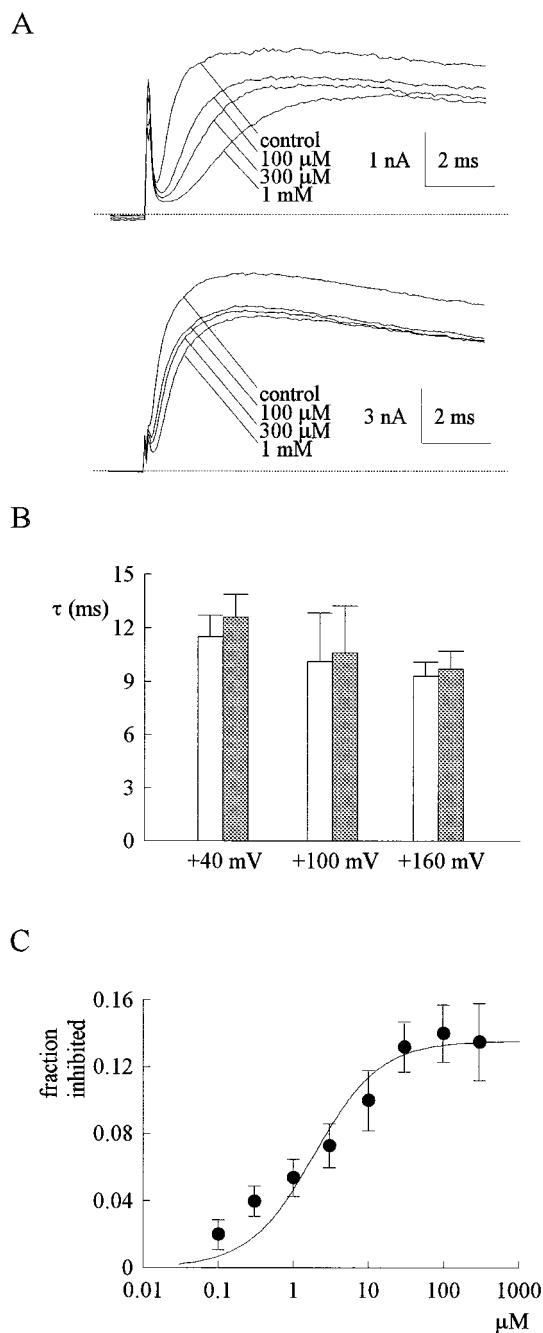 A
control
100 μM
300 μM
1 mM
1 nA
2 ms
control
100 μM
300 μM
1 mM
3 nA
2 ms
B
τ (ms)
15
12
9
6
3
0
+40 mV
+100 mV
+160 mV
C
fraction
inhibited
0.16
0.12
0.08
0.04
0
0.01
0.1
1
10
100
1000
μM